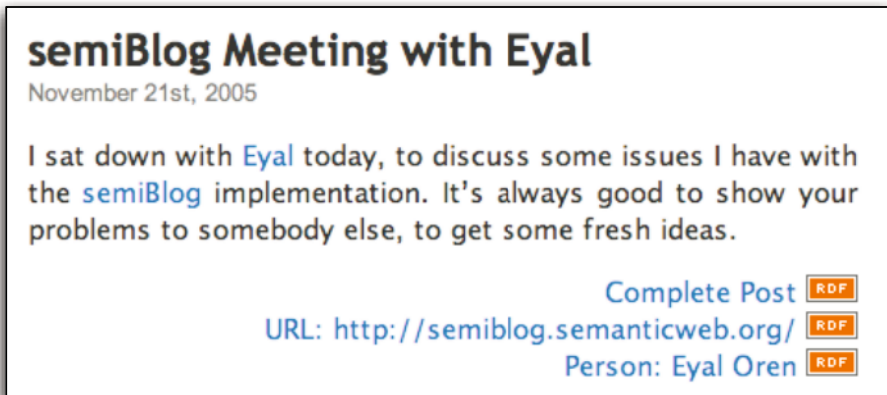 semiBlog Meeting with Eyal
November 21st, 2005
I sat down with Eyal today, to discuss some issues I have with
the semiBlog implementation. It's always good to show your
problems to somebody else, to get some fresh ideas.
Complete Post RDF
URL: http://semiblog.semanticweb.org/ RDF
Person: Eyal Oren RDF